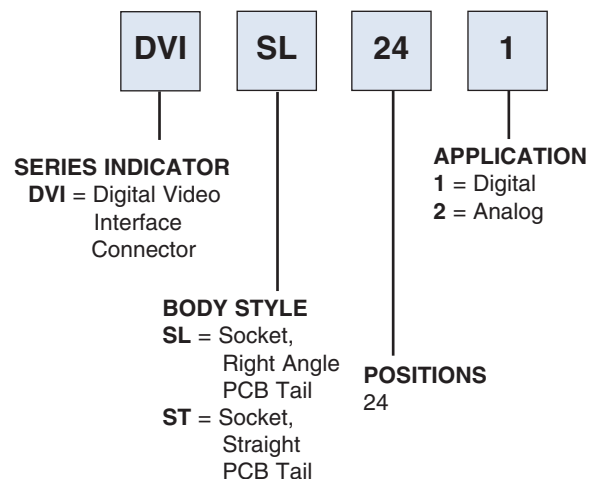 DVI SL 24 1
SERIES INDICATOR
DVI = Digital Video
Interface
Connector
APPLICATION
1 = Digital
2 = Analog
BODY STYLE
SL = Socket,
Right Angle
PCB Tail
ST = Socket,
Straight
PCB Tail
POSITIONS
24